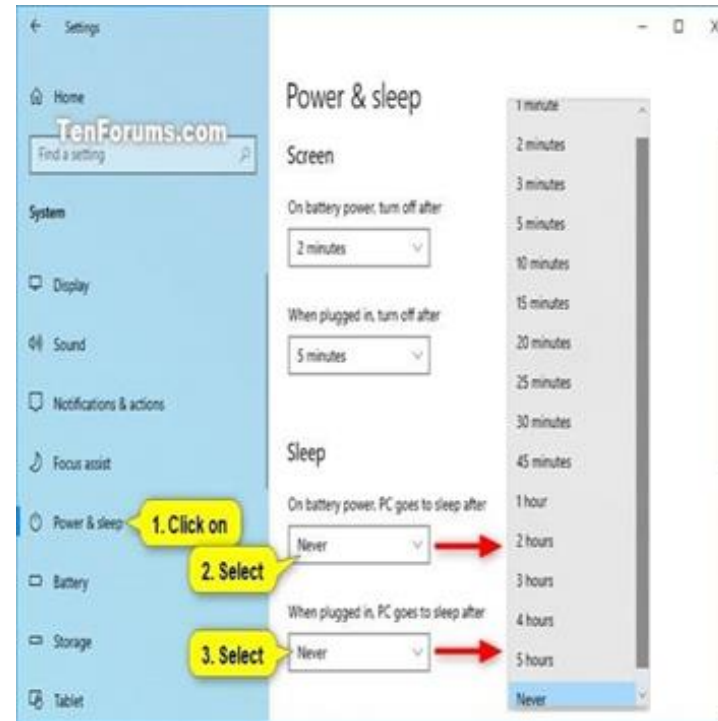 Settings
Home
TenForums.com
Find a setting
System
Display
Sound
Notifications & actions
Focus assist
Power & sleep
1. Click on
Battery
Storage
Tablet
Power & sleep
Screen
On battery power, turn off after
2 minutes
When plugged in, turn off after
5 minutes
Sleep
On battery power, PC goes to sleep after
Never
2. Select
When plugged in, PC goes to sleep after
Never
3. Select
1 minute
2 minutes
3 minutes
5 minutes
10 minutes
15 minutes
20 minutes
25 minutes
30 minutes
45 minutes
1 hour
2 hours
3 hours
4 hours
5 hours
Never